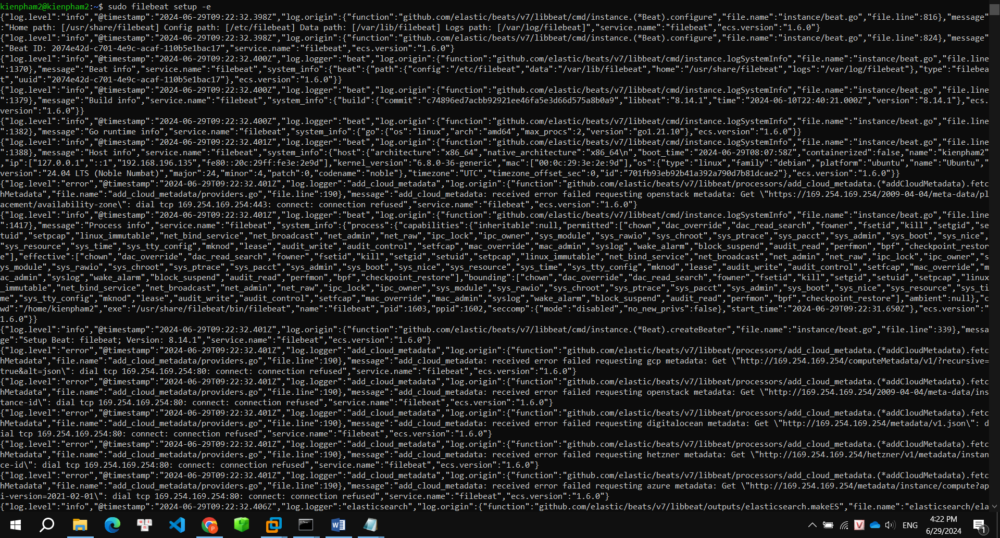 kienpham2@kienpham2:~$ sudo filebeat setup -e
{"log.level":"info","@timestamp":"2024-06-29T09:22:32.398Z","log.origin":{"function":"github.com/elastic/beats/v7/libbeat/cmd/instance.(*Beat).configure","file.name":"instance/beat.go","file.line":816},"message"
:"Home path: [/usr/share/filebeat] Config path: [/etc/filebeat] Data path: [/var/lib/filebeat] Logs path: [/var/log/filebeat]","service.name":"filebeat","ecs.version":"1.6.0"}
{"log.level":"info","@timestamp":"2024-06-29T09:22:32.398Z","log.origin":{"function":"github.com/elastic/beats/v7/libbeat/cmd/instance.(*Beat).configure","file.name":"instance/beat.go","file.line":824},"message"
:"Beat ID: 2074e42d-c701-4e9c-acaf-110b5e1bac17","service.name":"filebeat","ecs.version":"1.6.0"}
{"log.level":"info","@timestamp":"2024-06-29T09:22:32.400Z","log.logger":"beat","log.origin":{"function":"github.com/elastic/beats/v7/libbeat/cmd/instance.logSystemInfo","file.name":"instance/beat.go","file.line
":1370},"message":"Beat info","service.name":"filebeat","system_info":{"beat":{"path":{"config":"/etc/filebeat","data":"/var/lib/filebeat","home":"/usr/share/filebeat","logs":"/var/log/filebeat"},"type":"filebea
t","uuid":"2074e42d-c701-4e9c-acaf-110b5e1bac17"},"ecs.version":"1.6.0"}}
{"log.level":"info","@timestamp":"2024-06-29T09:22:32.400Z","log.logger":"beat","log.origin":{"function":"github.com/elastic/beats/v7/libbeat/cmd/instance.logSystemInfo","file.name":"instance/beat.go","file.line
":1379},"message":"Build info","service.name":"filebeat","system_info":{"build":{"commit":"c74896ed7acbb92921ee46fa5e3d66d575a8b0a9","libbeat":"8.14.1","time":"2024-06-10T22:40:21.000Z","version":"8.14.1"},"ecs.
version":"1.6.0"}}
{"log.level":"info","@timestamp":"2024-06-29T09:22:32.400Z","log.logger":"beat","log.origin":{"function":"github.com/elastic/beats/v7/libbeat/cmd/instance.logSystemInfo","file.name":"instance/beat.go","file.line
":1382},"message":"Go runtime info","service.name":"filebeat","system_info":{"go":{"os":"linux","arch":"amd64","max_procs":2,"version":"go1.21.10"},"ecs.version":"1.6.0"}}
{"log.level":"info","@timestamp":"2024-06-29T09:22:32.401Z","log.logger":"beat","log.origin":{"function":"github.com/elastic/beats/v7/libbeat/cmd/instance.logSystemInfo","file.name":"instance/beat.go","file.line
":1388},"message":"Host info","service.name":"filebeat","system_info":{"host":{"architecture":"x86_64","native_architecture":"x86_64\n","boot_time":"2024-06-29T08:07:58Z","containerized":false,"name":"kienpham2"
,"ip":["127.0.0.1","::1","192.168.196.135","fe80::20c:29ff:fe3e:2e9d"],"kernel_version":"6.8.0-36-generic","mac":["00:0c:29:3e:2e:9d"],"os":{"type":"linux","family":"debian","platform":"ubuntu","name":"Ubuntu","
version":"24.04 LTS (Noble Numbat)","major":24,"minor":4,"patch":0,"codename":"noble"},"timezone":"UTC","timezone_offset_sec":0,"id":"701fb93eb92b41a392a790d7b81dcae2"},"ecs.version":"1.6.0"}}
{"log.level":"error","@timestamp":"2024-06-29T09:22:32.401Z","log.logger":"add_cloud_metadata","log.origin":{"function":"github.com/elastic/beats/v7/libbeat/processors/add_cloud_metadata.(*addCloudMetadata).fetc
hMetadata","file.name":"add_cloud_metadata/providers.go","file.line":190},"message":"add_cloud_metadata: received error failed requesting openstack metadata: Get \"https://169.254.169.254/2009-04-04/meta-data/pl
acement/availability-zone\": dial tcp 169.254.169.254:443: connect: connection refused","service.name":"filebeat","ecs.version":"1.6.0"}
{"log.level":"info","@timestamp":"2024-06-29T09:22:32.401Z","log.logger":"beat","log.origin":{"function":"github.com/elastic/beats/v7/libbeat/cmd/instance.logSystemInfo","file.name":"instance/beat.go","file.line
":1417},"message":"Process info","service.name":"filebeat","system_info":{"process":{"capabilities":{"inheritable":null,"permitted":["chown","dac_override","dac_read_search","fowner","fsetid","kill","setgid","se
tuid","setpcap","linux_immutable","net_bind_service","net_broadcast","net_admin","net_raw","ipc_lock","ipc_owner","sys_module","sys_rawio","sys_chroot","sys_ptrace","sys_pacct","sys_admin","sys_boot","sys_nice",
"sys_resource","sys_time","sys_tty_config","mknod","lease","audit_write","audit_control","setfcap","mac_override","mac_admin","syslog","wake_alarm","block_suspend","audit_read","perfmon","bpf","checkpoint_restor
e"],"effective":["chown","dac_override","dac_read_search","fowner","fsetid","kill","setgid","setuid","setpcap","linux_immutable","net_bind_service","net_broadcast","net_admin","net_raw","ipc_lock","ipc_owner","s
ys_module","sys_rawio","sys_chroot","sys_ptrace","sys_pacct","sys_admin","sys_boot","sys_nice","sys_resource","sys_time","sys_tty_config","mknod","lease","audit_write","audit_control","setfcap","mac_override","m
ac_admin","syslog","wake_alarm","block_suspend","audit_read","perfmon","bpf","checkpoint_restore"],"bounding":["chown","dac_override","dac_read_search","fowner","fsetid","kill","setgid","setuid","setpcap","linux
_immutable","net_bind_service","net_broadcast","net_admin","net_raw","ipc_lock","ipc_owner","sys_module","sys_rawio","sys_chroot","sys_ptrace","sys_pacct","sys_admin","sys_boot","sys_nice","sys_resource","sys_ti
me","sys_tty_config","mknod","lease","audit_write","audit_control","setfcap","mac_override","mac_admin","syslog","wake_alarm","block_suspend","audit_read","perfmon","bpf","checkpoint_restore"],"ambient":null},"c
wd":"/home/kienpham2","exe":"/usr/share/filebeat/bin/filebeat","name":"filebeat","pid":1603,"ppid":1602,"seccomp":{"mode":"disabled","no_new_privs":false},"start_time":"2024-06-29T09:22:31.650Z"},"ecs.version":"
1.6.0"}}
{"log.level":"info","@timestamp":"2024-06-29T09:22:32.401Z","log.origin":{"function":"github.com/elastic/beats/v7/libbeat/cmd/instance.(*Beat).createBeater","file.name":"instance/beat.go","file.line":339},"messa
ge":"Setup Beat: filebeat; Version: 8.14.1","service.name":"filebeat","ecs.version":"1.6.0"}
{"log.level":"error","@timestamp":"2024-06-29T09:22:32.401Z","log.logger":"add_cloud_metadata","log.origin":{"function":"github.com/elastic/beats/v7/libbeat/processors/add_cloud_metadata.(*addCloudMetadata).fetc
hMetadata","file.name":"add_cloud_metadata/providers.go","file.line":190},"message":"add_cloud_metadata: received error failed requesting gcp metadata: Get \"http://169.254.169.254/computeMetadata/v1/?recursive=
true&alt=json\": dial tcp 169.254.169.254:80: connect: connection refused","service.name":"filebeat","ecs.version":"1.6.0"}
{"log.level":"error","@timestamp":"2024-06-29T09:22:32.401Z","log.logger":"add_cloud_metadata","log.origin":{"function":"github.com/elastic/beats/v7/libbeat/processors/add_cloud_metadata.(*addCloudMetadata).fetc
hMetadata","file.name":"add_cloud_metadata/providers.go","file.line":190},"message":"add_cloud_metadata: received error failed requesting openstack metadata: Get \"http://169.254.169.254/2009-04-04/meta-data/ins
tance-id\": dial tcp 169.254.169.254:80: connect: connection refused","service.name":"filebeat","ecs.version":"1.6.0"}
{"log.level":"error","@timestamp":"2024-06-29T09:22:32.401Z","log.logger":"add_cloud_metadata","log.origin":{"function":"github.com/elastic/beats/v7/libbeat/processors/add_cloud_metadata.(*addCloudMetadata).fetc
hMetadata","file.name":"add_cloud_metadata/providers.go","file.line":190},"message":"add_cloud_metadata: received error failed requesting digitalocean metadata: Get \"http://169.254.169.254/metadata/v1.json\": d
ial tcp 169.254.169.254:80: connect: connection refused","service.name":"filebeat","ecs.version":"1.6.0"}
{"log.level":"error","@timestamp":"2024-06-29T09:22:32.401Z","log.logger":"add_cloud_metadata","log.origin":{"function":"github.com/elastic/beats/v7/libbeat/processors/add_cloud_metadata.(*addCloudMetadata).fetc
hMetadata","file.name":"add_cloud_metadata/providers.go","file.line":190},"message":"add_cloud_metadata: received error failed requesting hetzner metadata: Get \"http://169.254.169.254/hetzner/v1/metadata/instan
ce-id\": dial tcp 169.254.169.254:80: connect: connection refused","service.name":"filebeat","ecs.version":"1.6.0"}
{"log.level":"error","@timestamp":"2024-06-29T09:22:32.401Z","log.logger":"add_cloud_metadata","log.origin":{"function":"github.com/elastic/beats/v7/libbeat/processors/add_cloud_metadata.(*addCloudMetadata).fetc
hMetadata","file.name":"add_cloud_metadata/providers.go","file.line":190},"message":"add_cloud_metadata: received error failed requesting azure metadata: Get \"http://169.254.169.254/metadata/instance/compute?ap
i-version=2021-02-01\": dial tcp 169.254.169.254:80: connect: connection refused","service.name":"filebeat","ecs.version":"1.6.0"}
{"log.level":"info","@timestamp":"2024-06-29T09:22:32.406Z","log.logger":"elasticsearch","log.origin":{"function":"github.com/elastic/beats/v7/libbeat/outputs/elasticsearch.makeES","file.name":"elasticsearch/ela
ENG
4:22 PM
6/29/2024
1